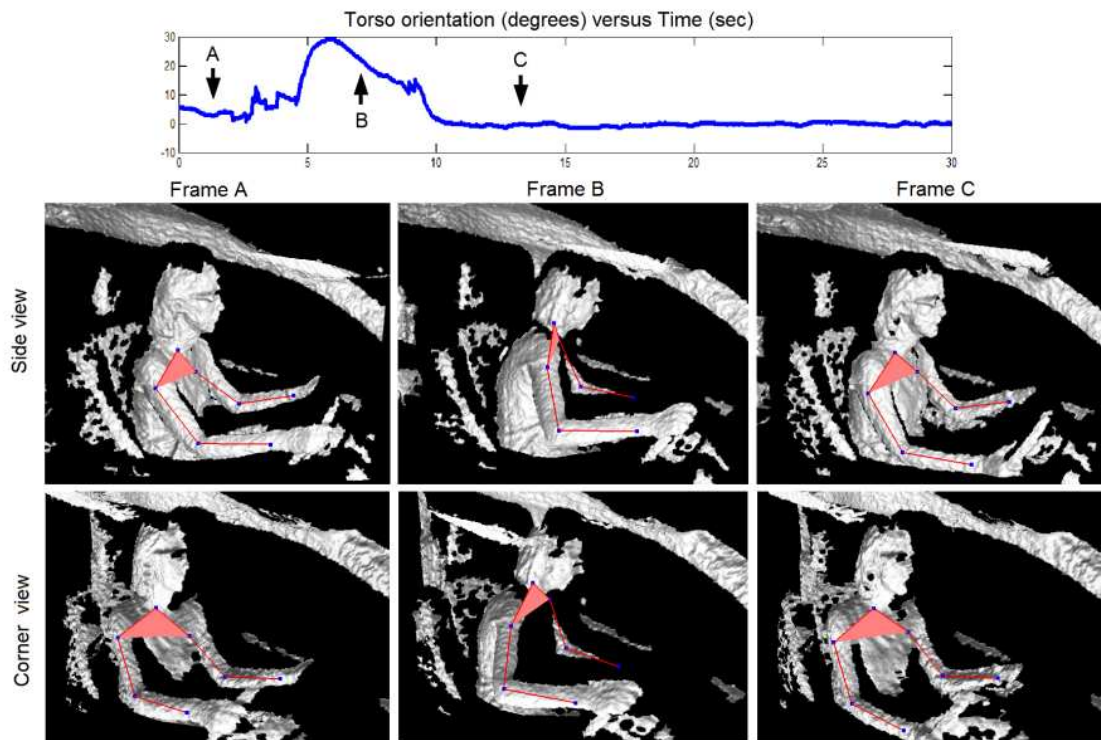 Torso orientation (degrees) versus Time (sec)
30
20
10
0
-10
A
B
C
0 5 10 15 20 25 30
Frame A Frame B Frame C
Side view
Corner view